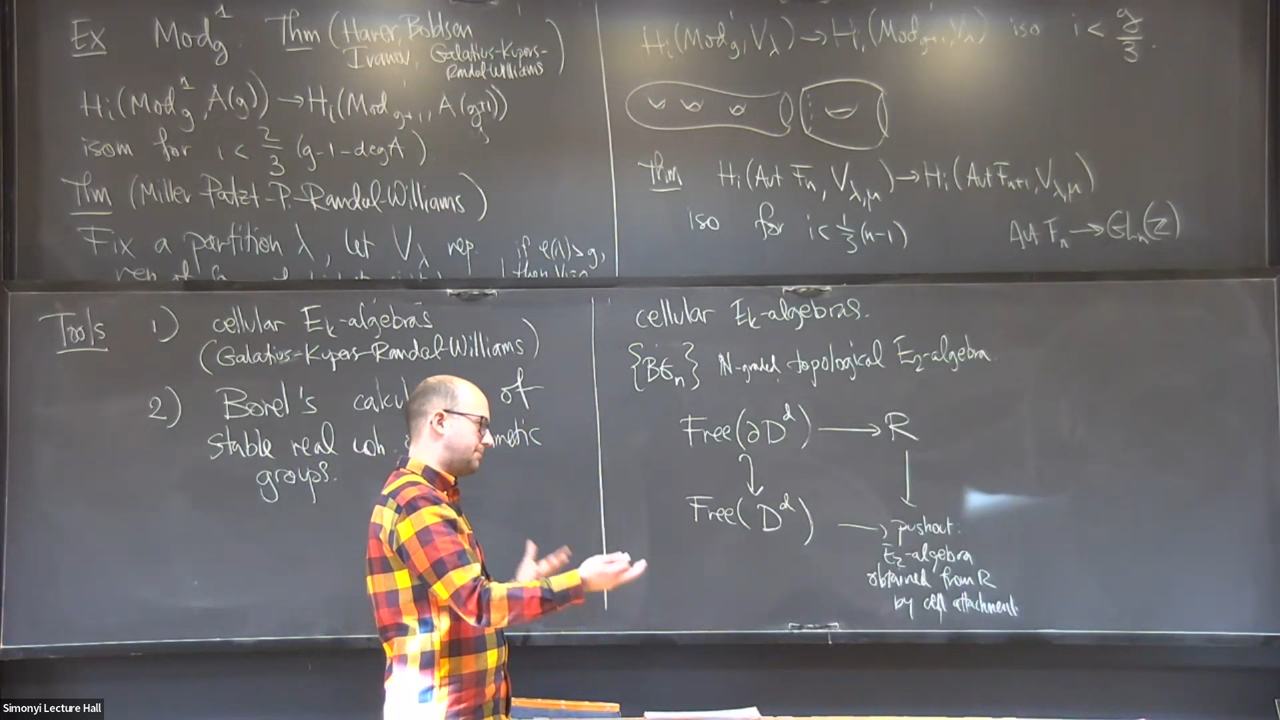 Ex Mod_g^1. Thm (Harer, Boldsen
Ivanov, Galatius-Kupers-
Randal-Williams)
H_i(Mod_g^1, A(g)) → H_i(Mod_{g+1}, A(g+1))
isom for i < 2/3 (g-1-deg A)
Thm (Miller-Patzt-P.-Randal-Williams)
Fix a partition λ, let V_λ rep.
if ℓ(λ)>g,
H_i(Mod_g^1, V_λ) → H_i(Mod_{g+1}^1, V_λ) iso i < g/3.
Thm H_i(Aut F_n, V_{λ,μ}) → H_i(Aut F_{n+1}, V_{λ,μ})
iso for i < 1/3 (n-1) Aut F_n → GL_n(Z)
Tools 1) cellular E_k-algebras
(Galatius-Kupers-Randal-Williams)
2) Borel's of
stable real coh.
groups.
cellular E_k-algebras.
{BG_n} N-graded topological E_2-algebra
Free(∂D^d) → R
Free(D^d) → pushout:
E_2-algebra
obtained from R
by cell attachment.
Simonyi Lecture Hall